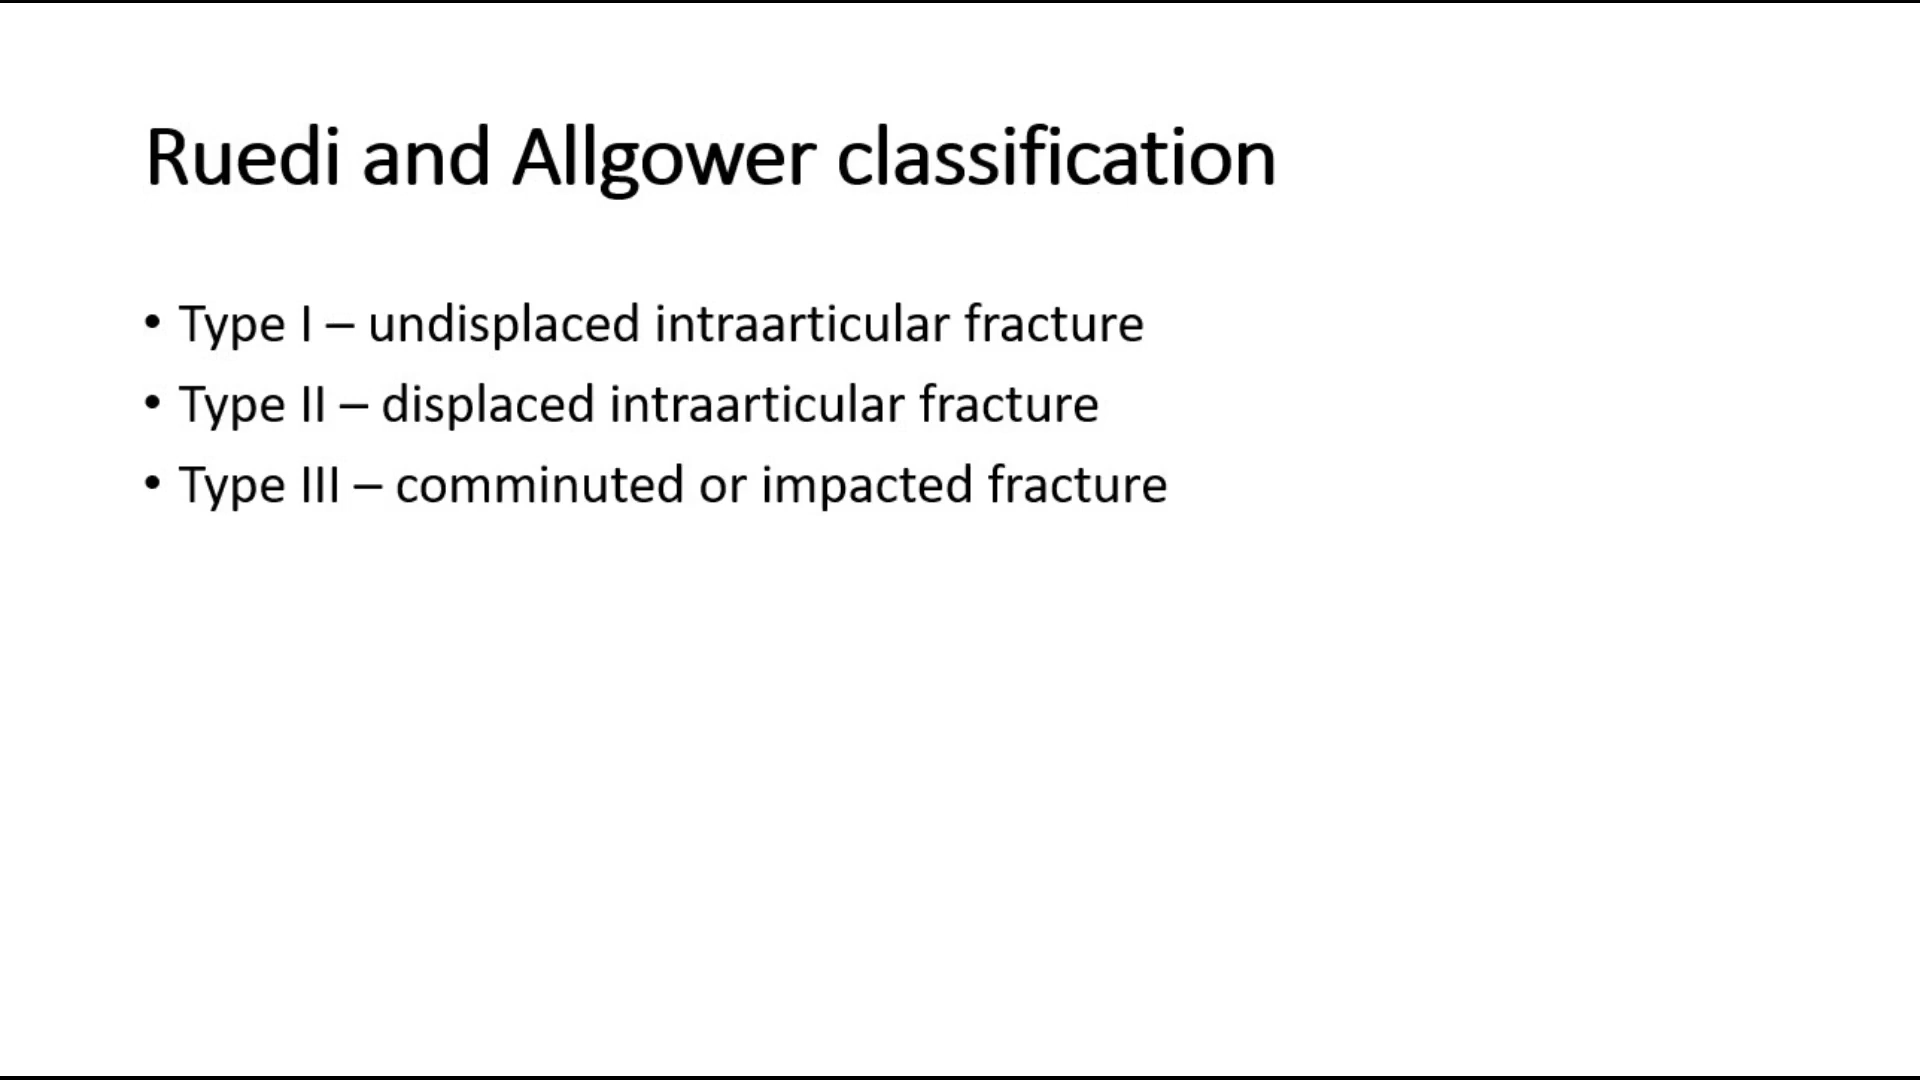 Ruedi and Allgower classification
• Type I – undisplaced intraarticular fracture
• Type II – displaced intraarticular fracture
• Type III – comminuted or impacted fracture